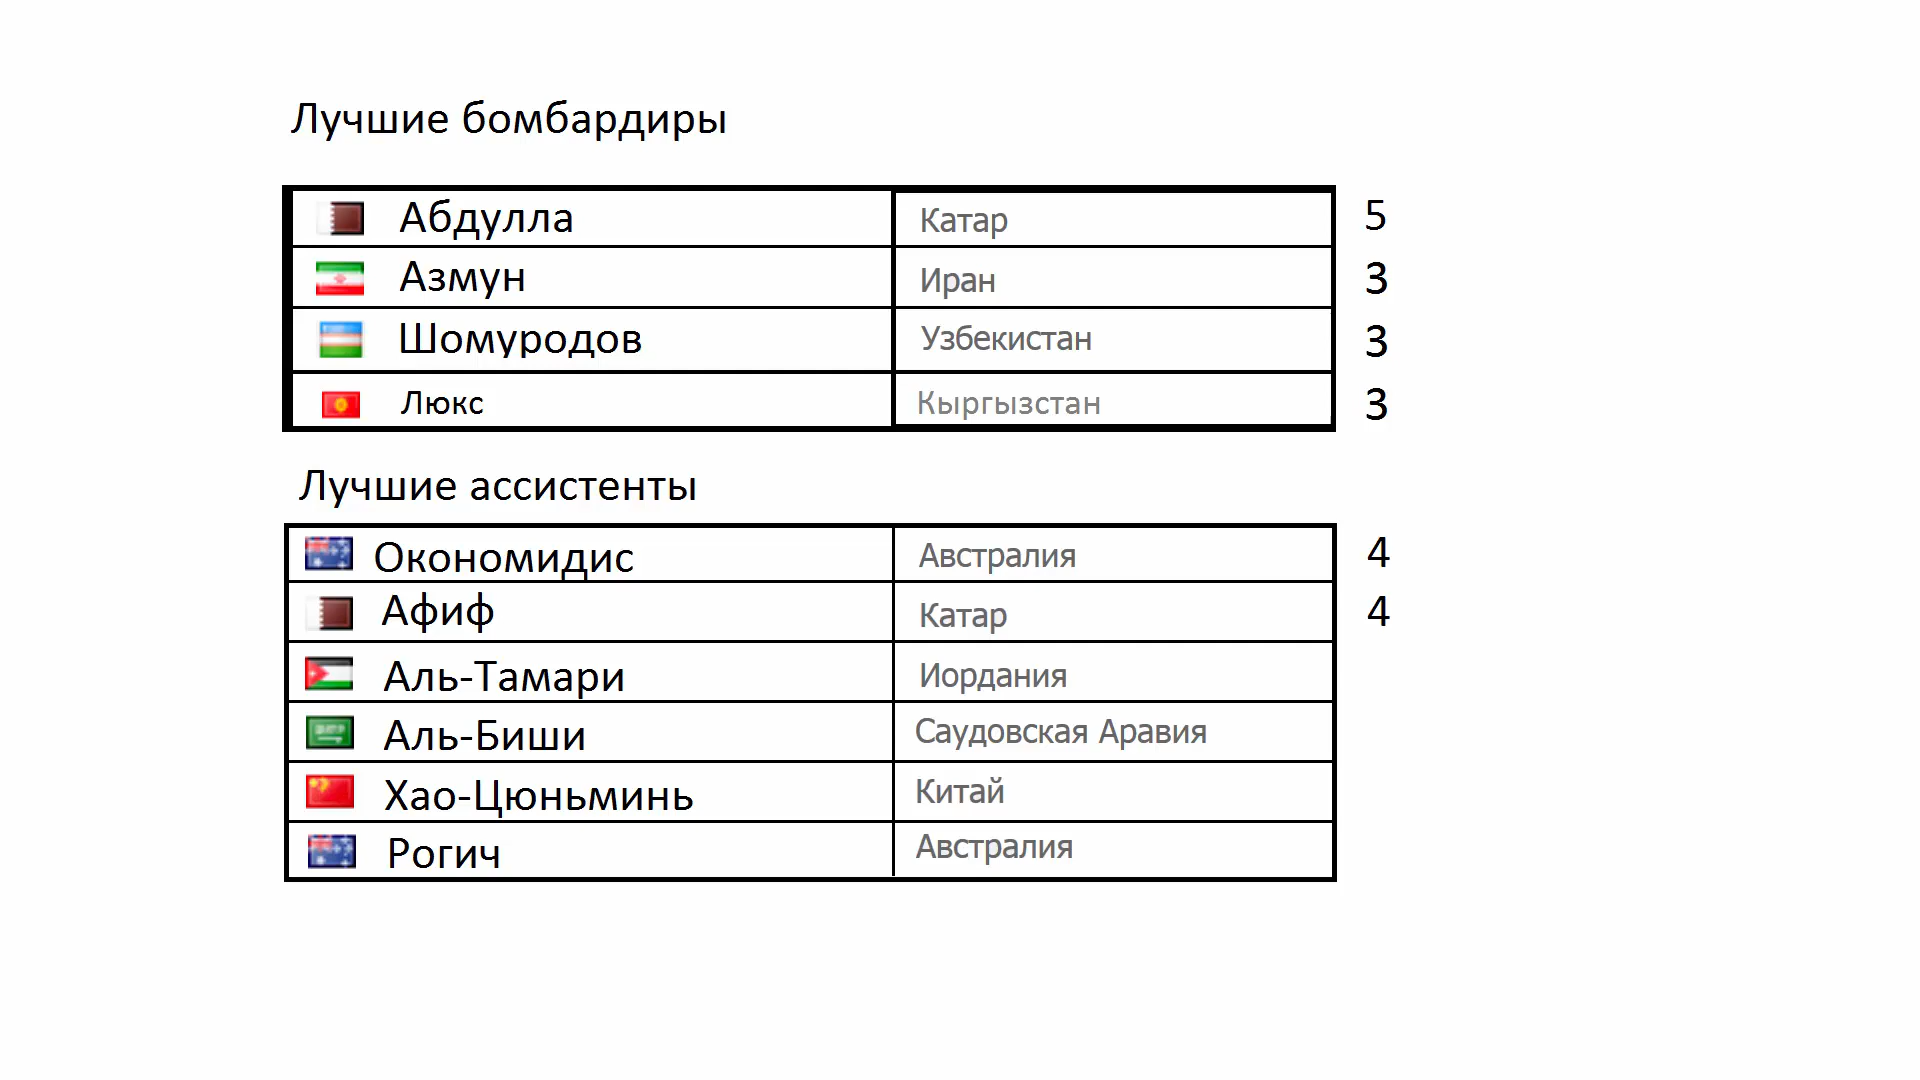 Лучшие бомбардиры
Абдулла Катар 5
Азмун Иран 3
Шомуродов Узбекистан 3
Люкс Кыргызстан 3
Лучшие ассистенты
Окономидис Австралия 4
Афиф Катар 4
Аль-Тамари Иордания
Аль-Биши Саудовская Аравия
Хао-Цюньминь Китай
Рогич Австралия